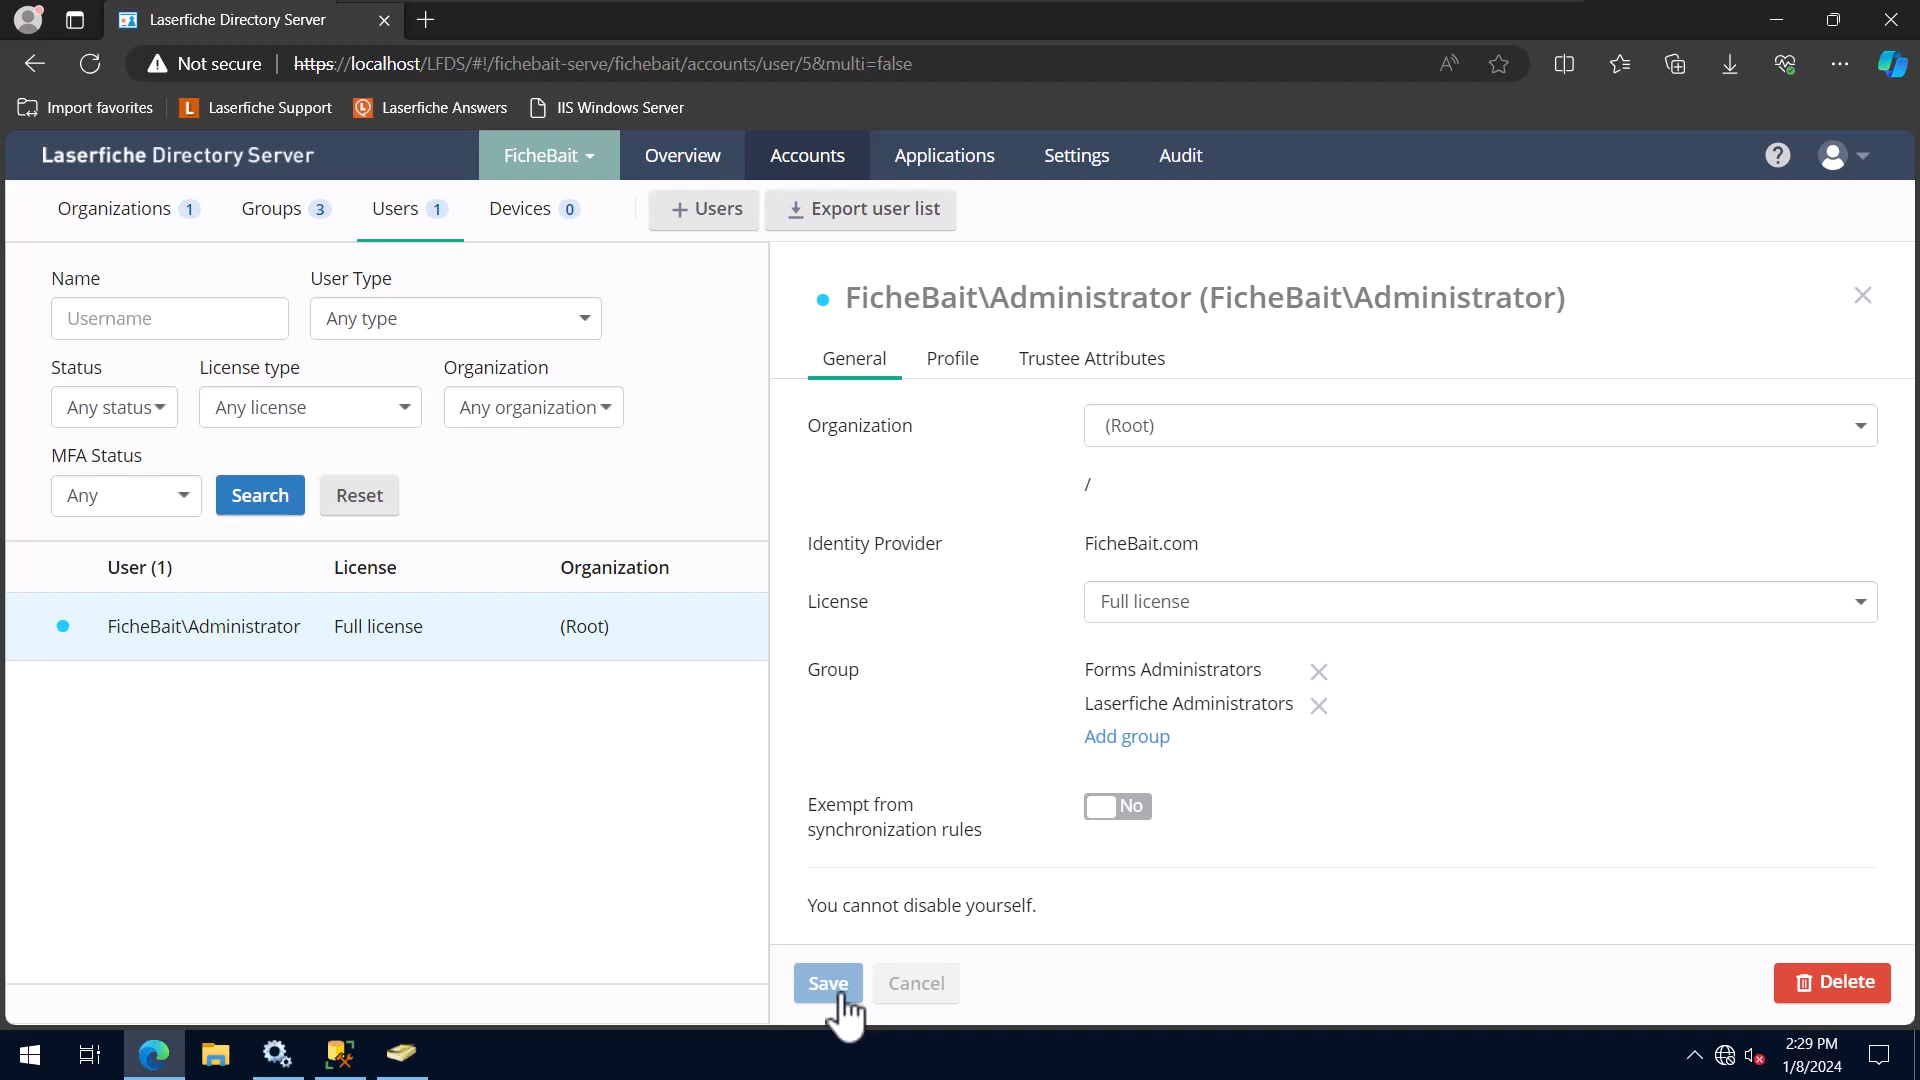 Laserfiche Directory Server
Not secure https://localhost/LFDS/#!/fichebait-serve/fichebait/accounts/user/5&multi=false
Import favorites Laserfiche Support Laserfiche Answers IIS Windows Server
Laserfiche Directory Server FicheBait Overview Accounts Applications Settings Audit
Organizations 1 Groups 3 Users 1 Devices 0 + Users Export user list
Name User Type
Username Any type
Status License type Organization
Any status Any license Any organization
MFA Status
Any Search Reset
User (1) License Organization
FicheBait\Administrator Full license (Root)
FicheBait\Administrator (FicheBait\Administrator)
General Profile Trustee Attributes
Organization (Root)
/
Identity Provider FicheBait.com
License Full license
Group Forms Administrators
Laserfiche Administrators
Add group
Exempt from
synchronization rules No
You cannot disable yourself.
Save Cancel Delete
2:29 PM
1/8/2024